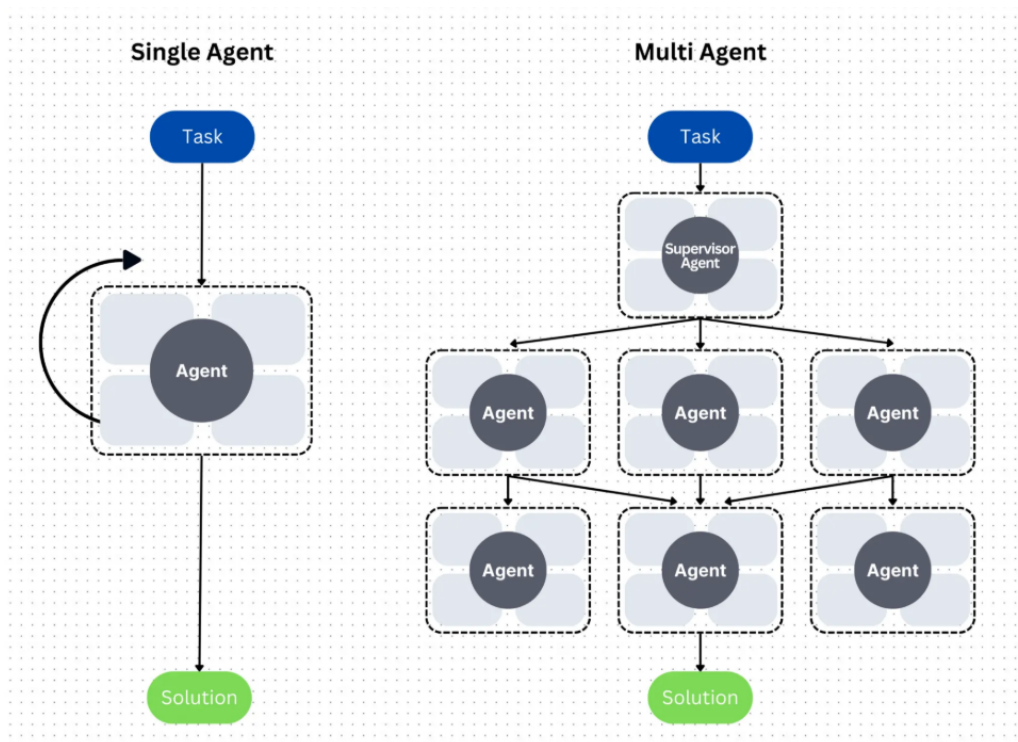 Single Agent
Task
Agent
Solution
Multi Agent
Task
Supervisor
Agent
Agent
Agent
Agent
Agent
Agent
Agent
Solution